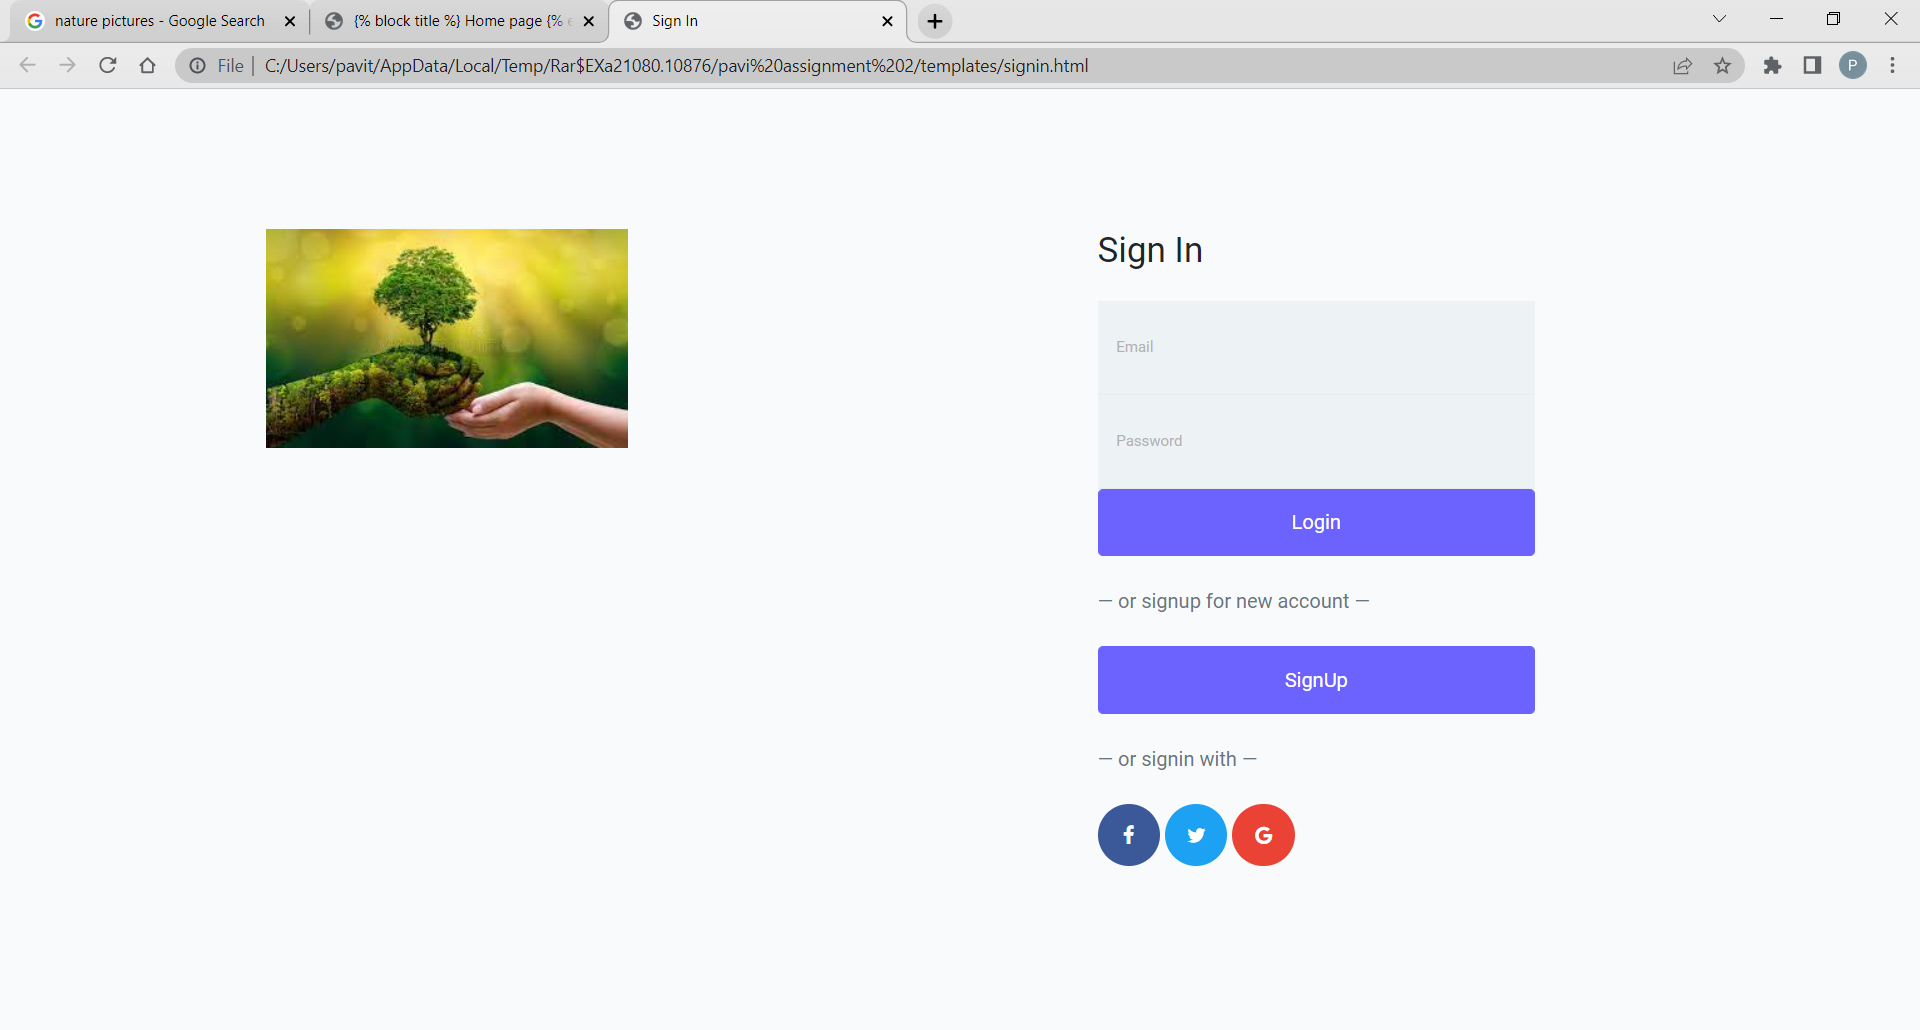 nature pictures - Google Search
{% block title %} Home page {%
Sign In
File
C:/Users/pavit/AppData/Local/Temp/Rar$EXa21080.10876/pavi%20assignment%202/templates/signin.html
P
Sign In
Email
Password
Login
— or signup for new account —
SignUp
— or signin with —